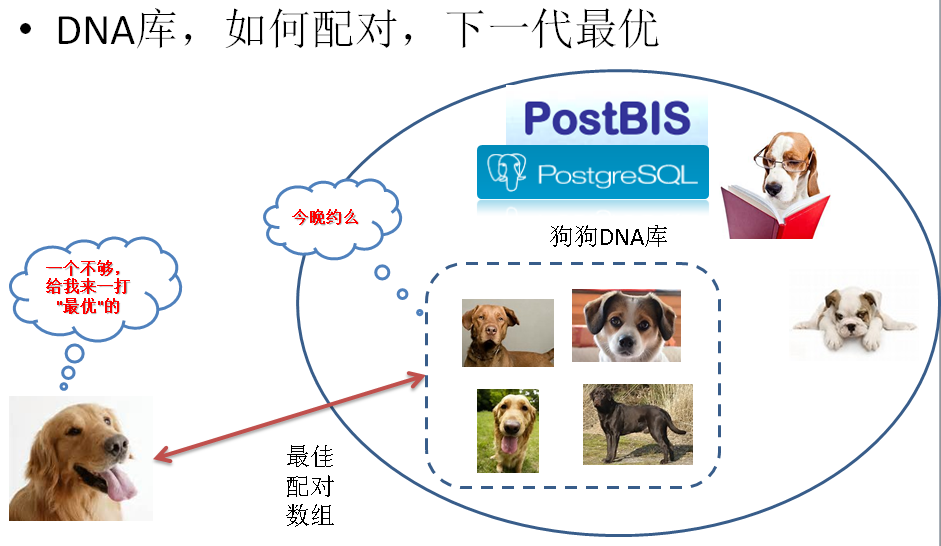 • DNA库，如何配对，下一代最优
PostBIS
PostgreSQL
今晚约么
狗狗DNA库
一个不够，
给我来一打
"最优"的
最佳
配对
数组